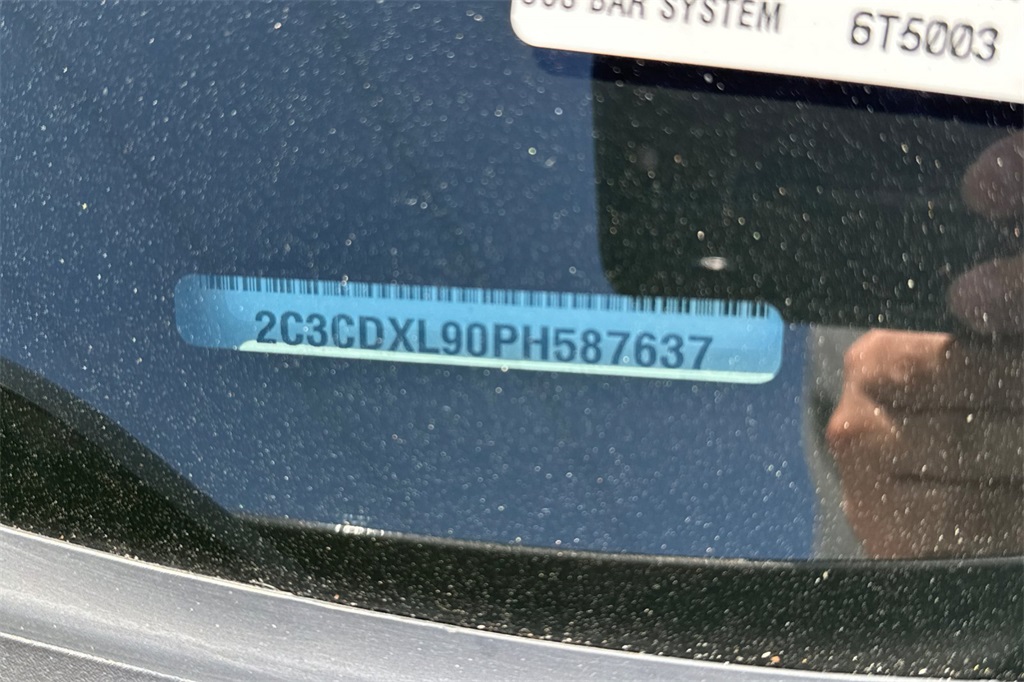 BAR SYSTEM 6T5003
2C3CDXL90PH587637